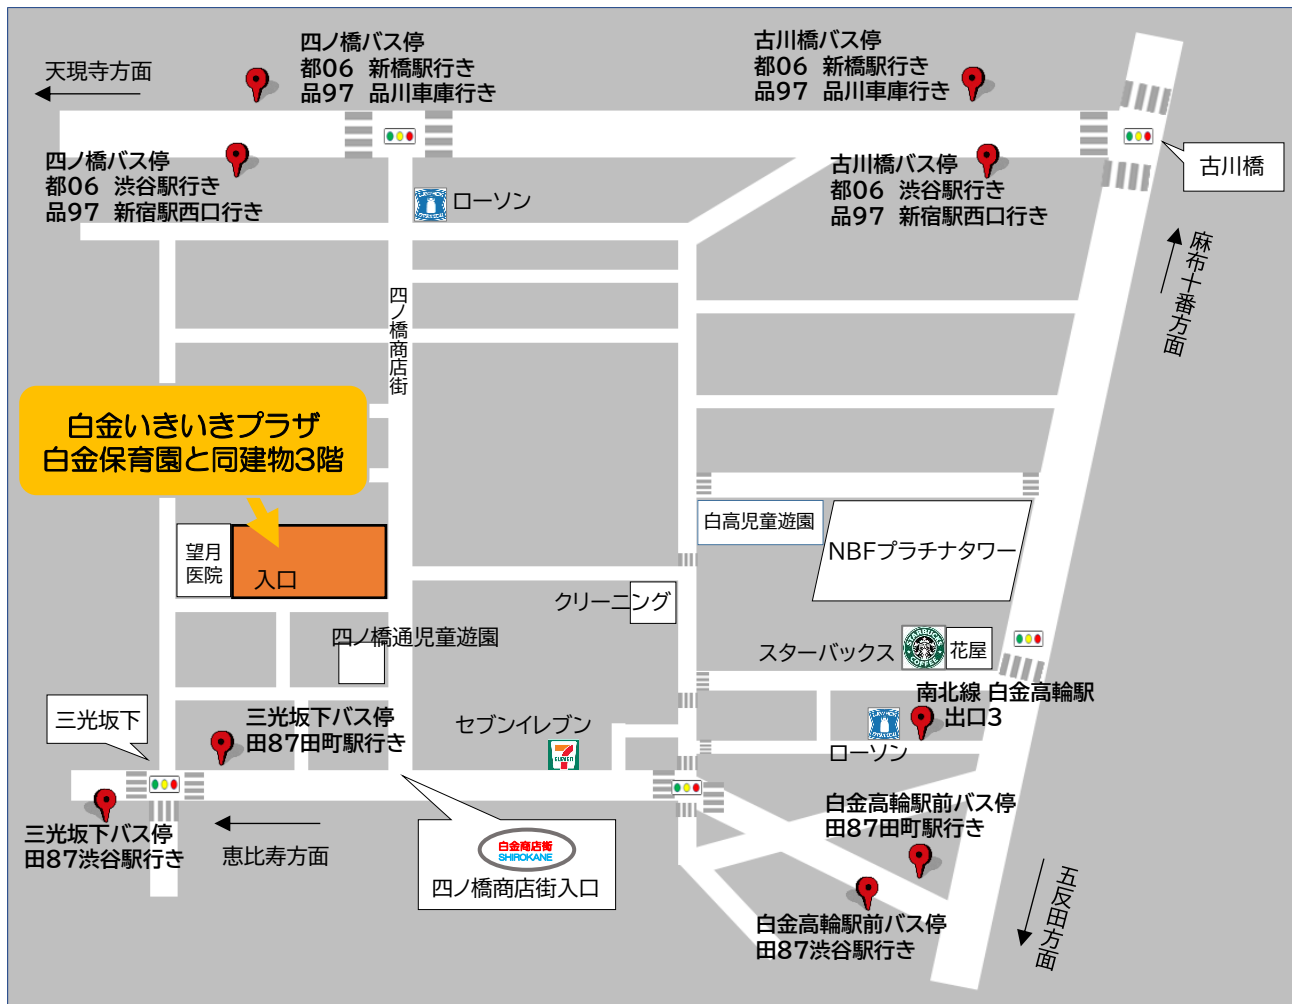 四ノ橋バス停
都06 新橋駅行き
品97 品川車庫行き
古川橋バス停
都06 新橋駅行き
品97 品川車庫行き
天現寺方面
四ノ橋バス停
都06 渋谷駅行き
品97 新宿駅西口行き
古川橋バス停
都06 渋谷駅行き
品97 新宿駅西口行き
古川橋
ローソン
麻布十番方面
四ノ橋商店街
白金いきいきプラザ
白金保育園と同建物3階
望月
医院
入口
白高児童遊園
NBFプラチナタワー
クリーニング
四ノ橋通児童遊園
スターバックス
STARBUCKS
COFFEE
花屋
南北線 白金高輪駅
出口3
三光坂下
三光坂下バス停
田87田町駅行き
セブンイレブン
7
ELEVEN
ローソン
白金高輪駅前バス停
田87田町駅行き
三光坂下バス停
田87渋谷駅行き
恵比寿方面
白金商店街
SHIROKANE
四ノ橋商店街入口
五反田方面
白金高輪駅前バス停
田87渋谷駅行き